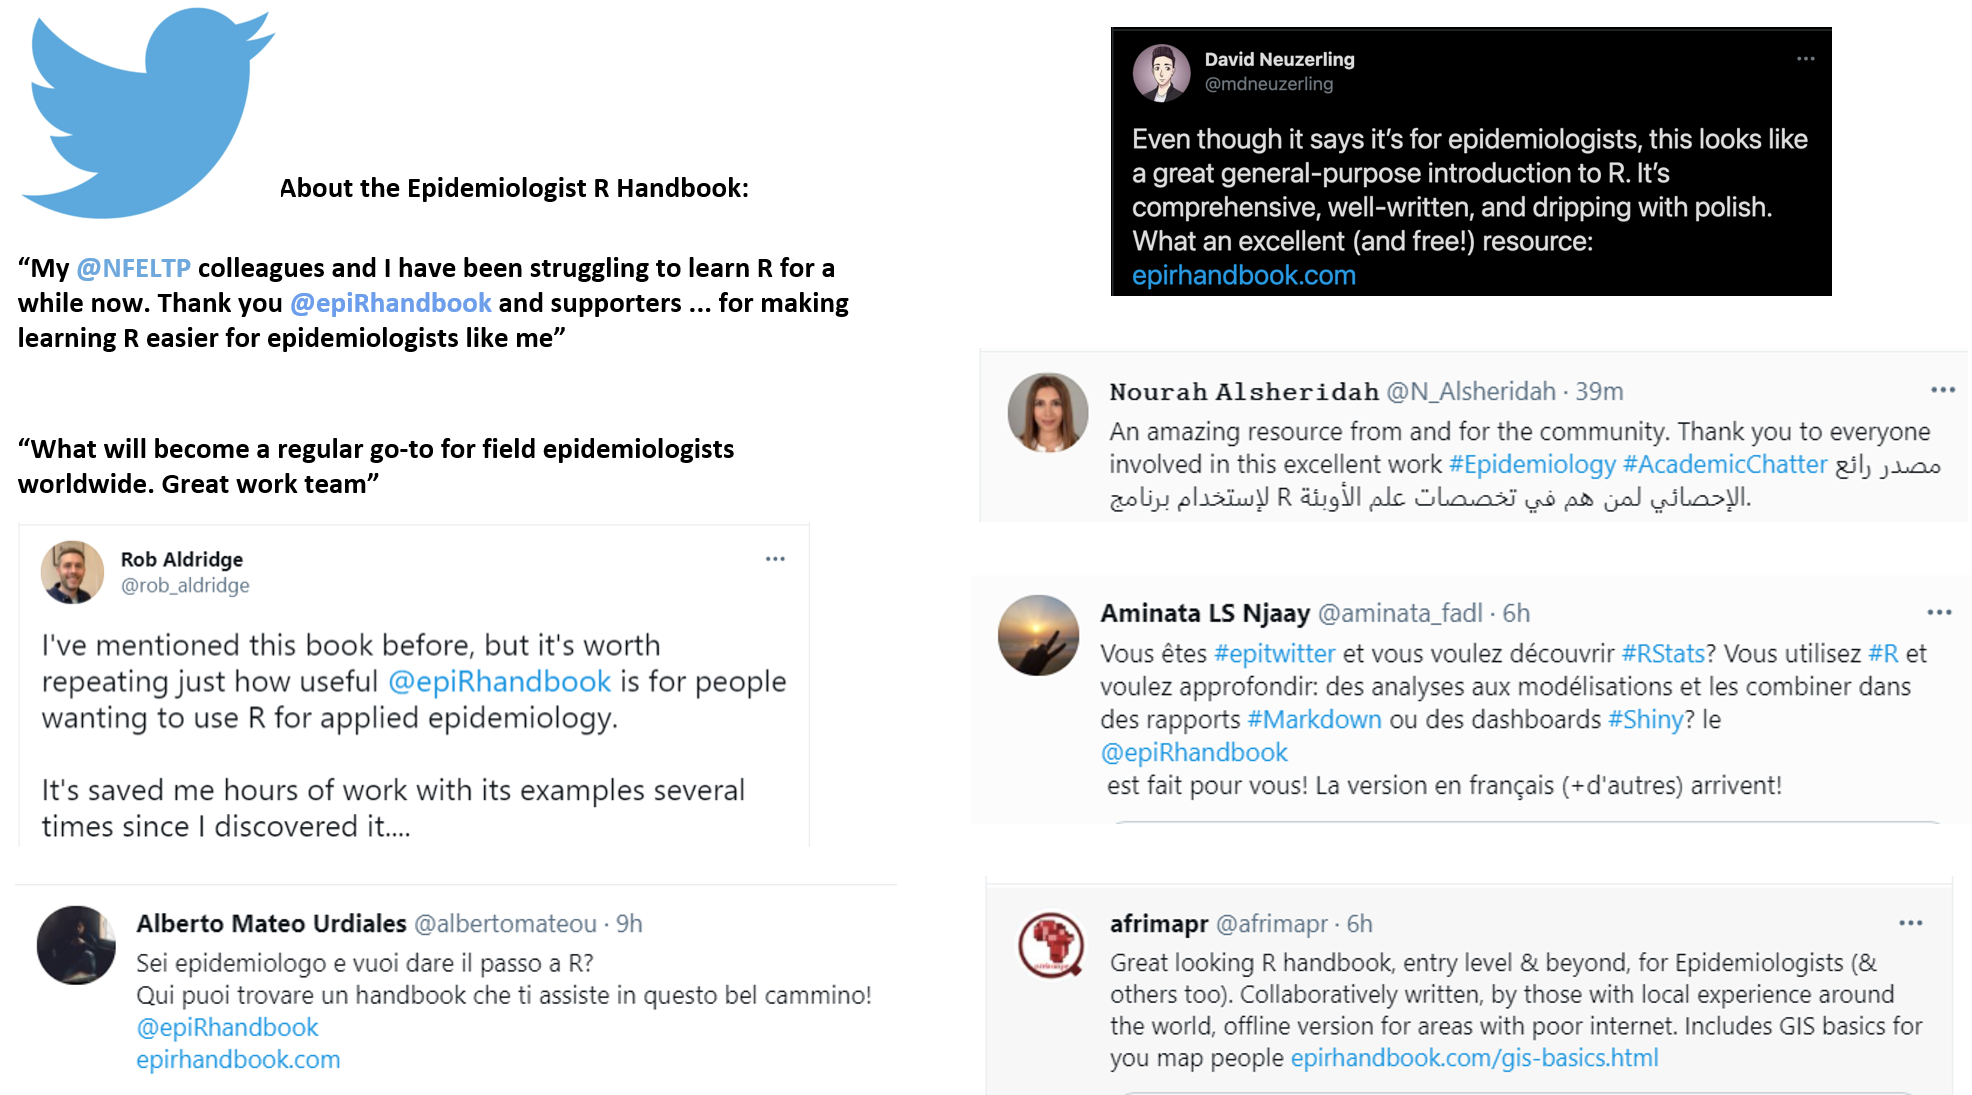 About the Epidemiologist R Handbook:
“My @NFELTP colleagues and I have been struggling to learn R for a
while now. Thank you @epiRhandbook and supporters ... for making
learning R easier for epidemiologists like me”
“What will become a regular go-to for field epidemiologists
worldwide. Great work team”
Rob Aldridge
@rob_aldridge
I've mentioned this book before, but it's worth
repeating just how useful @epiRhandbook is for people
wanting to use R for applied epidemiology.
It's saved me hours of work with its examples several
times since I discovered it....
Alberto Mateo Urdiales @albertomateou · 9h
Sei epidemiologo e vuoi dare il passo a R?
Qui puoi trovare un handbook che ti assiste in questo bel cammino!
@epiRhandbook
epirhandbook.com
David Neuzerling
@mdneuzerling
Even though it says it’s for epidemiologists, this looks like
a great general-purpose introduction to R. It’s
comprehensive, well-written, and dripping with polish.
What an excellent (and free!) resource:
epirhandbook.com
Nourah Alsheridah @N_Alsheridah · 39m
An amazing resource from and for the community. Thank you to everyone
involved in this excellent work #Epidemiology #AcademicChatter مصدر رائع
لإستخدام برنامج R الإحصائي لمن هم في تخصصات علم الأوبئة.
Aminata LS Njaay @aminata_fadl · 6h
Vous êtes #epitwitter et vous voulez découvrir #RStats? Vous utilisez #R et
voulez approfondir: des analyses aux modélisations et les combiner dans
des rapports #Markdown ou des dashboards #Shiny? le
@epiRhandbook
est fait pour vous! La version en français (+d'autres) arrivent!
afrimapr @afrimapr · 6h
Great looking R handbook, entry level & beyond, for Epidemiologists (&
others too). Collaboratively written, by those with local experience around
the world, offline version for areas with poor internet. Includes GIS basics for
you map people epirhandbook.com/gis-basics.html